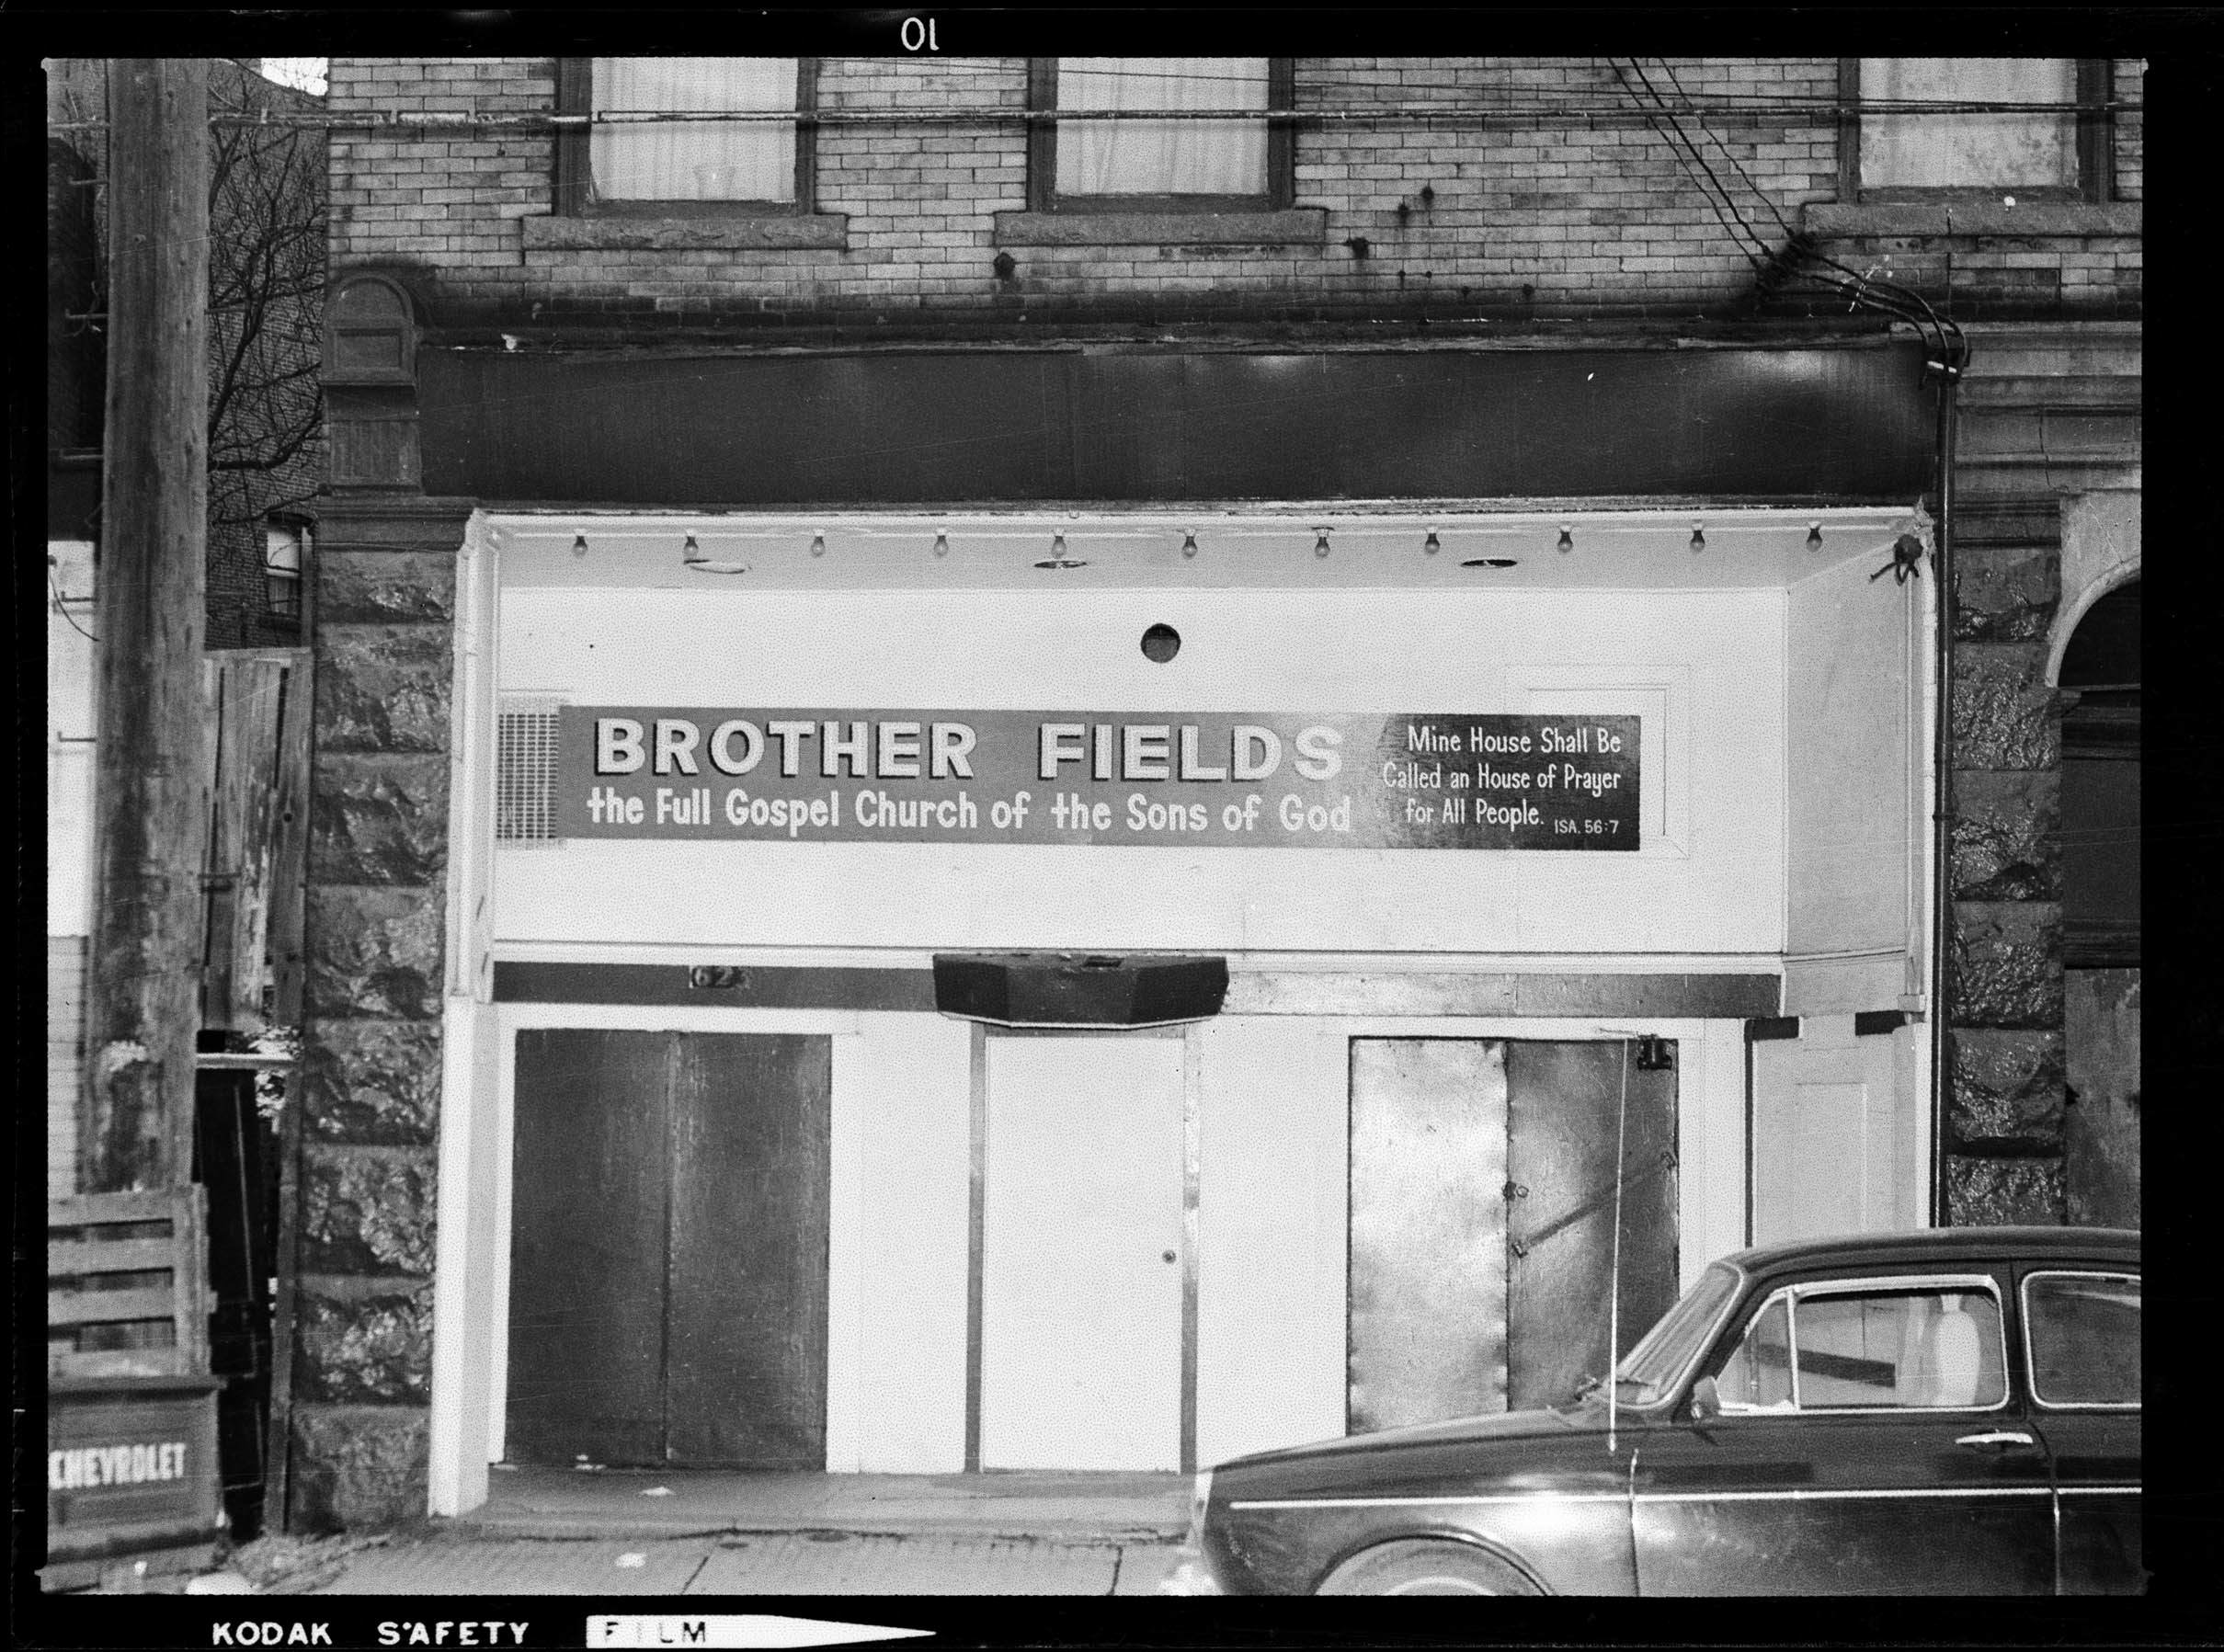 10
BROTHER FIELDS
the Full Gospel Church of the Sons of God
Mine House Shall Be
Called an House of Prayer
for All People.
ISA. 56:7
CHEVROLET
KODAK SAFETY FILM